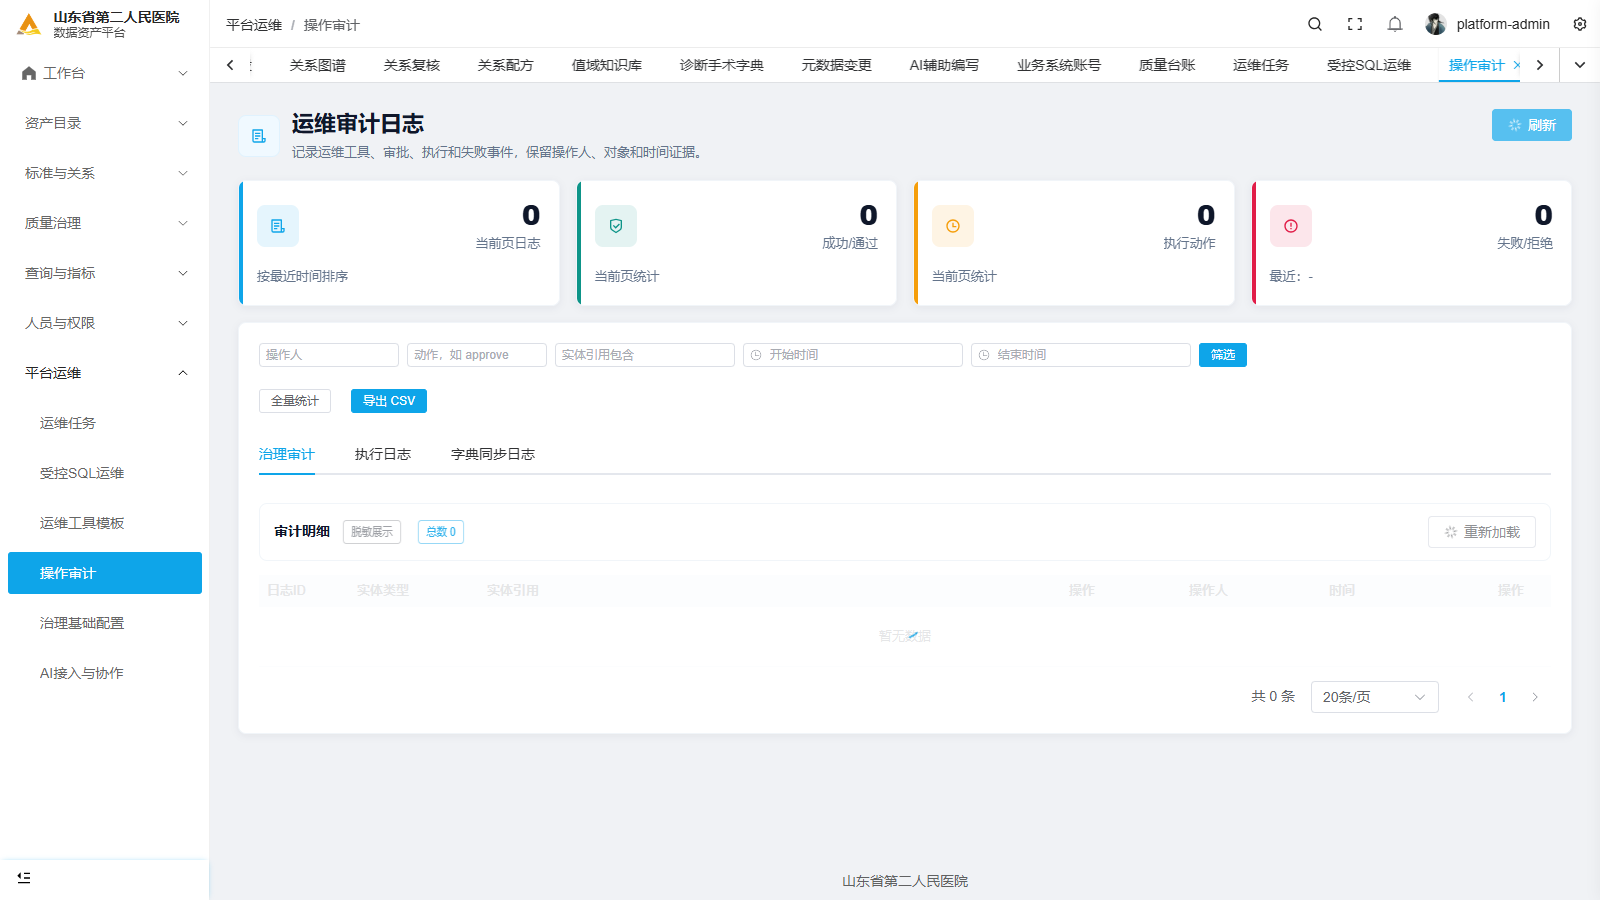 山东省第二人民医院
数据资产平台
平台运维 / 操作审计
platform-admin
关系图谱 关系复核 关系配方 值域知识库 诊断手术字典 元数据变更 AI辅助编写 业务系统账号 质量台账 运维任务 受控SQL运维 操作审计
工作台
资产目录
标准与关系
质量治理
查询与指标
人员与权限
平台运维
运维任务
受控SQL运维
运维工具模板
操作审计
治理基础配置
AI接入与协作
运维审计日志
记录运维工具、审批、执行和失败事件，保留操作人、对象和时间证据。
刷新
0
当前页日志
按最近时间排序
0
成功/通过
当前页统计
0
执行动作
当前页统计
0
失败/拒绝
最近：-
操作人 动作，如 approve 实体引用包含 开始时间 结束时间 筛选
全量统计 导出 CSV
治理审计 执行日志 字典同步日志
审计明细 脱敏展示 总数 0 重新加载
日志ID 实体类型 实体引用 操作 操作人 时间 操作
暂无数据
共 0 条 20条/页 1
山东省第二人民医院